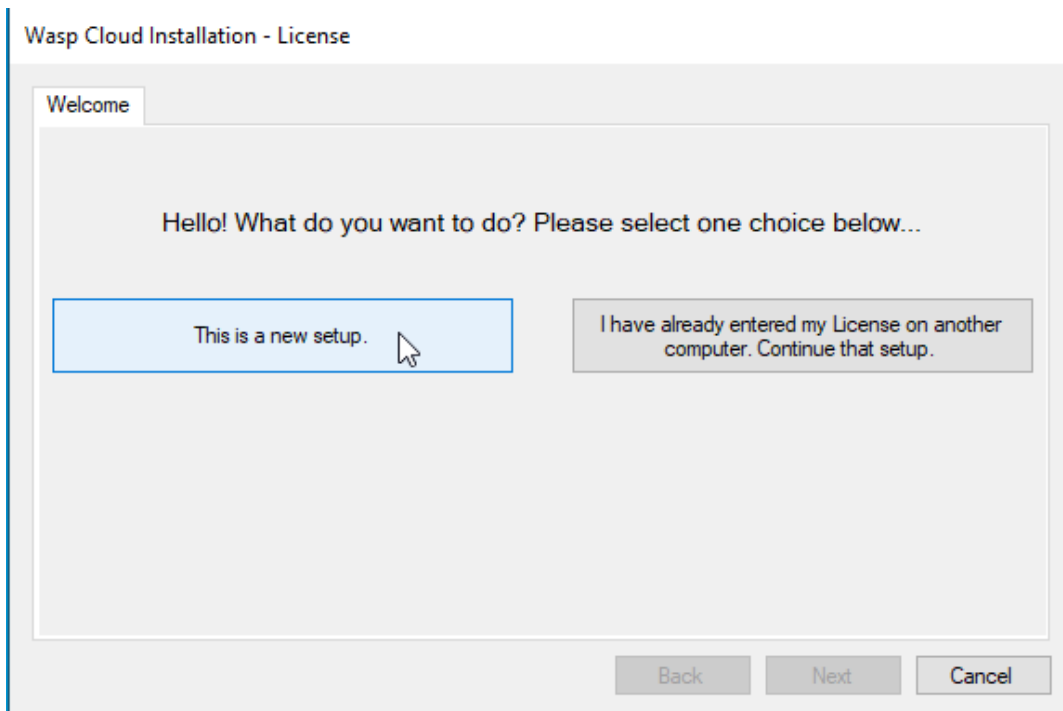 Wasp Cloud Installation - License
Welcome
Hello! What do you want to do? Please select one choice below...
This is a new setup.
I have already entered my License on another
computer. Continue that setup.
Back
Next
Cancel